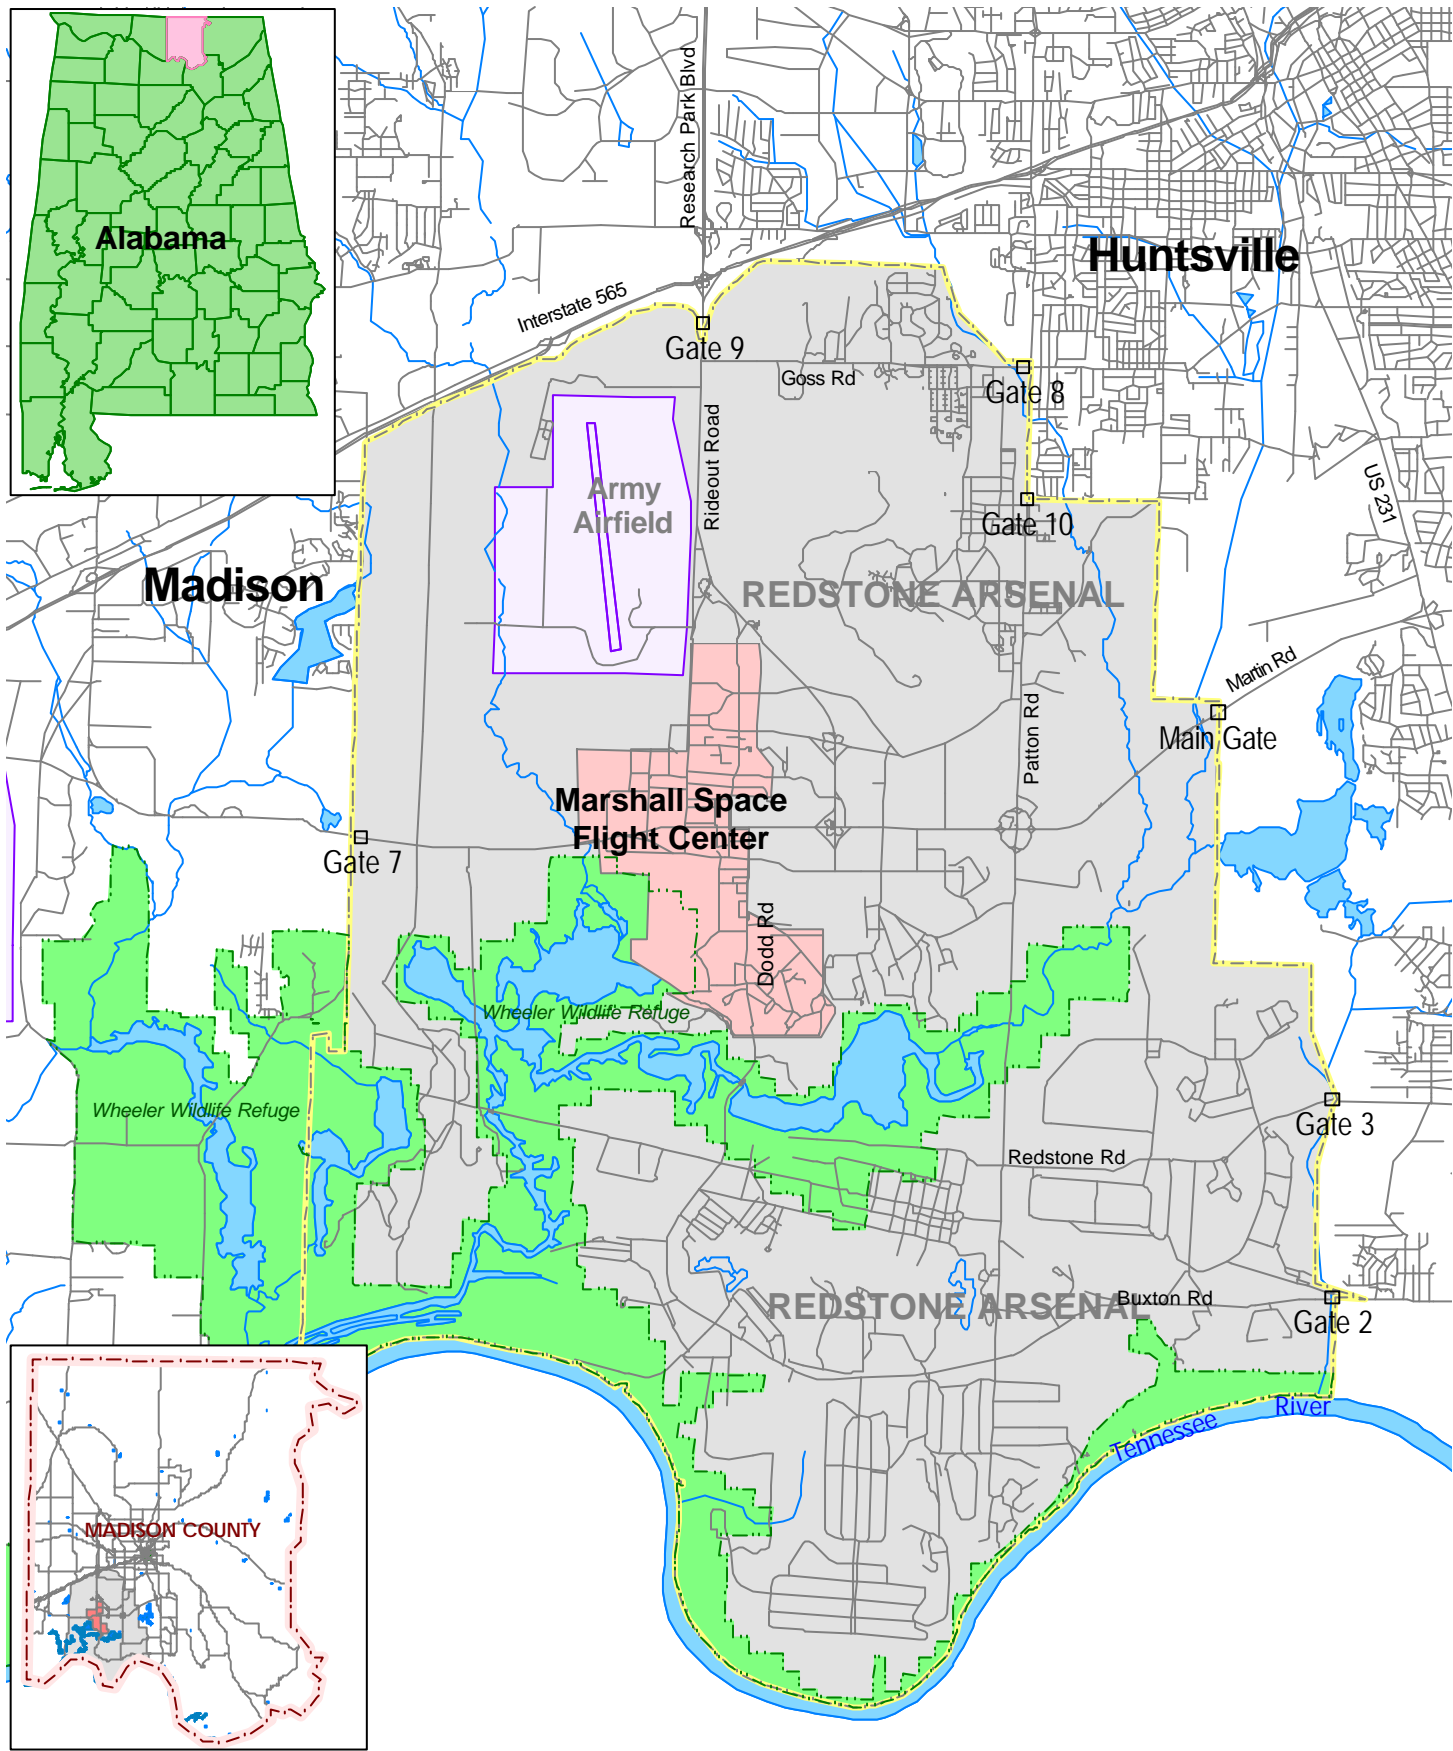 Alabama
Research Park Blvd
Huntsville
Interstate 565
Gate 9
Goss Rd
Gate 8
Rideout Road
US 231
Army
Airfield
Gate 10
Madison
REDSTONE ARSENAL
Martin Rd
Patton Rd
Main Gate
Marshall Space
Flight Center
Gate 7
Dodd Rd
Wheeler Wildlife Refuge
Wheeler Wildlife Refuge
Gate 3
Redstone Rd
REDSTONE ARSENAL
Buxton Rd
Gate 2
Tennessee
River
MADISON COUNTY